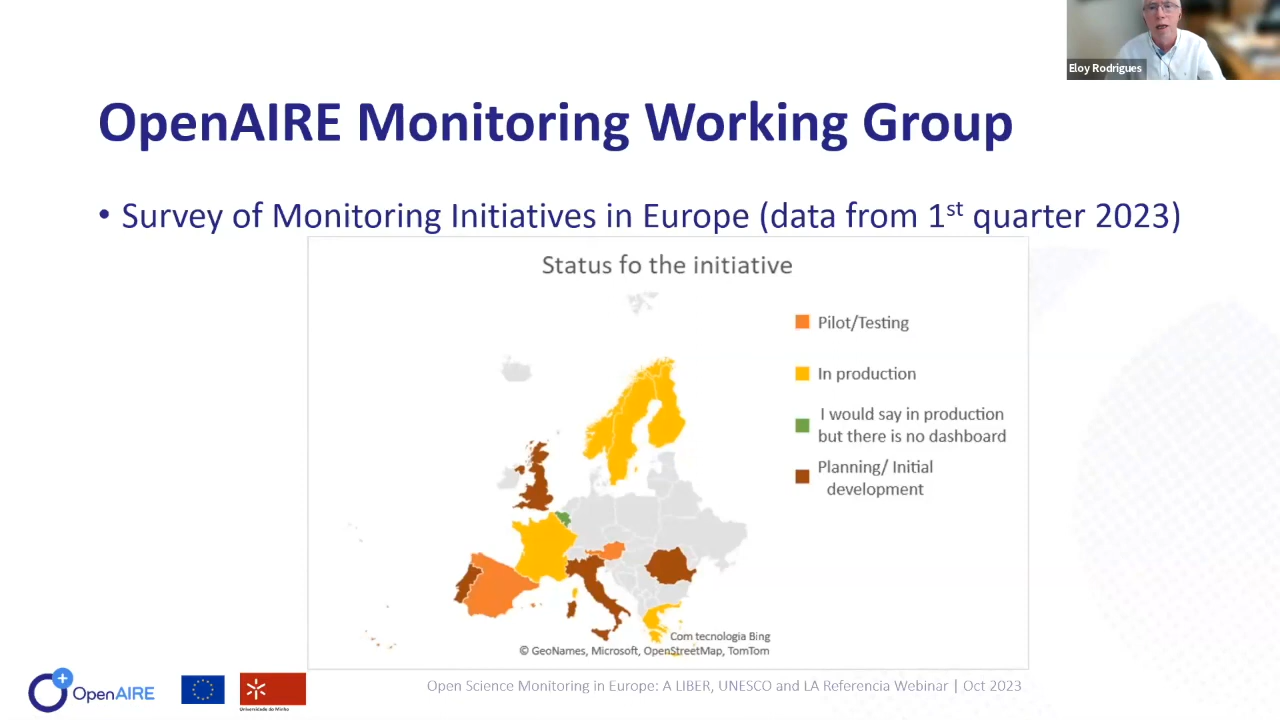 Eloy Rodrigues
OpenAIRE Monitoring Working Group
• Survey of Monitoring Initiatives in Europe (data from 1st quarter 2023)
Status fo the initiative
Pilot/Testing
In production
I would say in production
but there is no dashboard
Planning/ Initial
development
Com tecnologia Bing
© GeoNames, Microsoft, OpenStreetMap, TomTom
OpenAIRE
Universidade do Minho
Open Science Monitoring in Europe: A LIBER, UNESCO and LA Referencia Webinar | Oct 2023